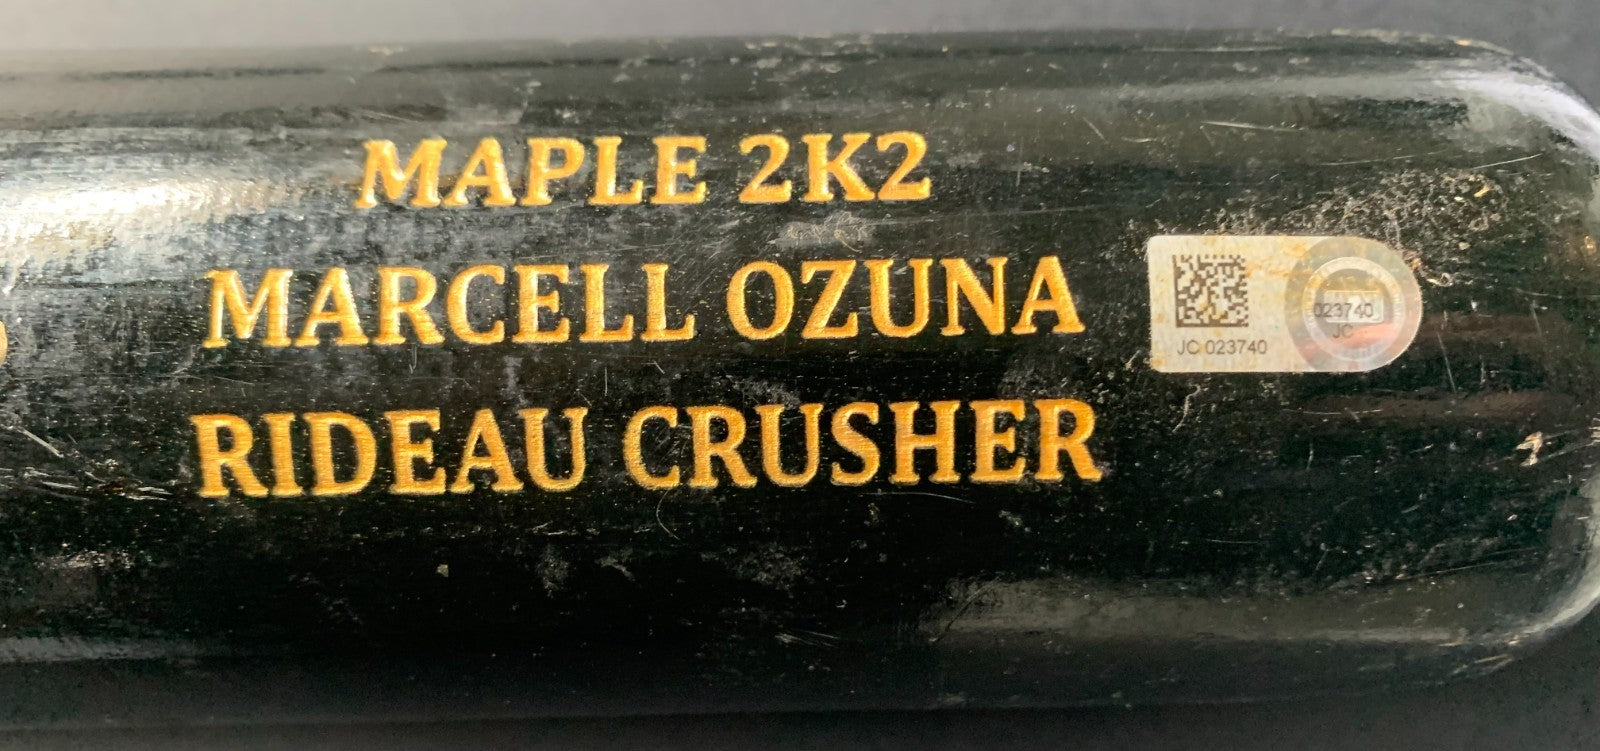 MAPLE 2K2
MARCELL OZUNA
RIDEAU CRUSHER
JC 023740
023740
JC